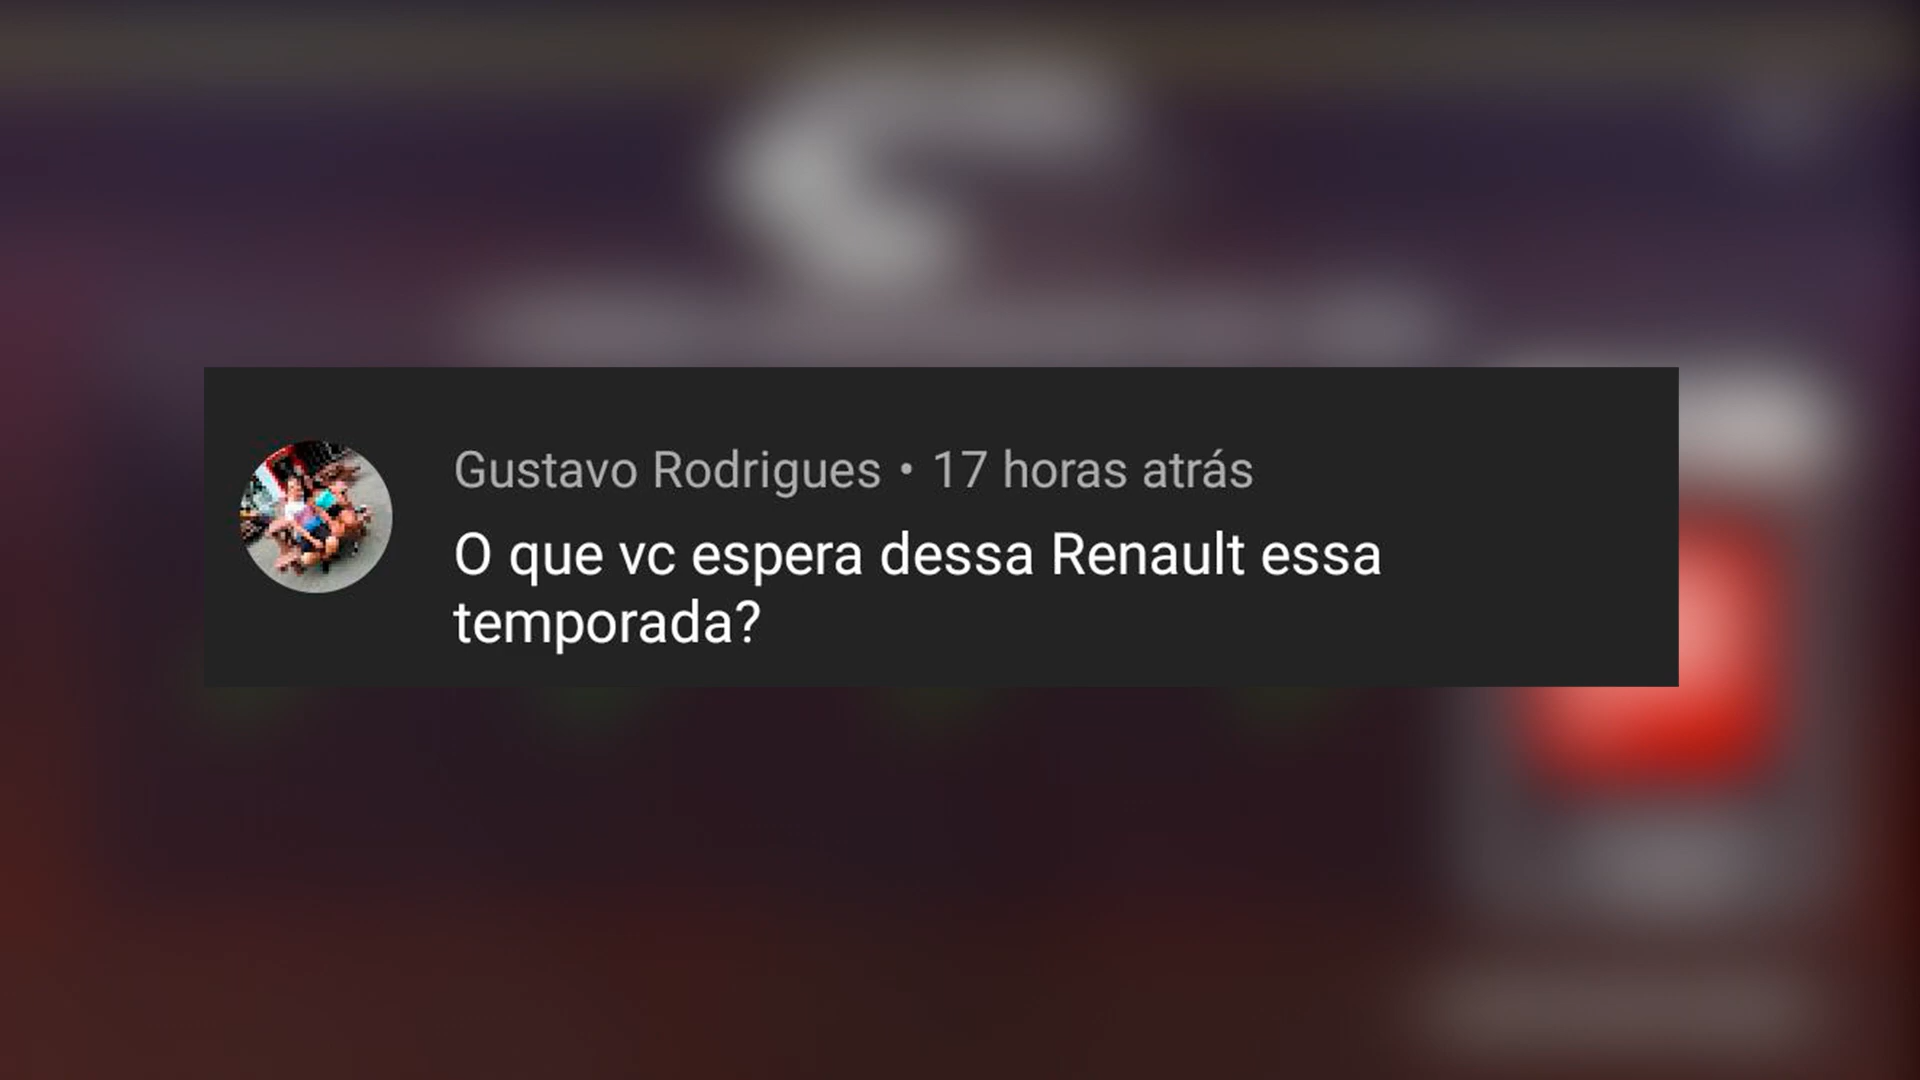 Gustavo Rodrigues • 17 horas atrás
O que vc espera dessa Renault essa
temporada?